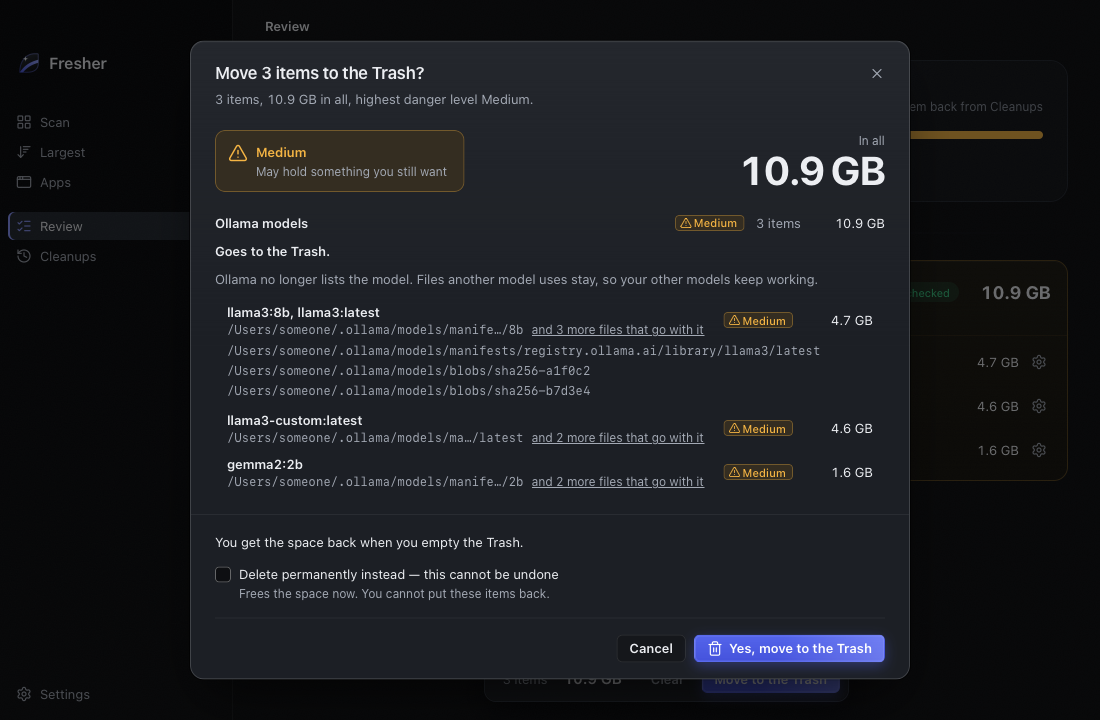 Review
Fresher
Scan
Largest
Apps
Review
Cleanups
Settings
em back from Cleanups
hecked
10.9 GB
4.7 GB
4.6 GB
1.6 GB
Move 3 items to the Trash?
3 items, 10.9 GB in all, highest danger level Medium.
Medium
May hold something you still want
In all
10.9 GB
Ollama models Medium 3 items 10.9 GB
Goes to the Trash.
Ollama no longer lists the model. Files another model uses stay, so your other models keep working.
llama3:8b, llama3:latest
/Users/someone/.ollama/models/manife…/8b and 3 more files that go with it Medium 4.7 GB
/Users/someone/.ollama/models/manifests/registry.ollama.ai/library/llama3/latest
/Users/someone/.ollama/models/blobs/sha256-a1f0c2
/Users/someone/.ollama/models/blobs/sha256-b7d3e4
llama3-custom:latest
/Users/someone/.ollama/models/ma…/latest and 2 more files that go with it Medium 4.6 GB
gemma2:2b
/Users/someone/.ollama/models/manife…/2b and 2 more files that go with it Medium 1.6 GB
You get the space back when you empty the Trash.
Delete permanently instead — this cannot be undone
Frees the space now. You cannot put these items back.
Cancel Yes, move to the Trash
3 items 10.9 GB Clear Move to the Trash